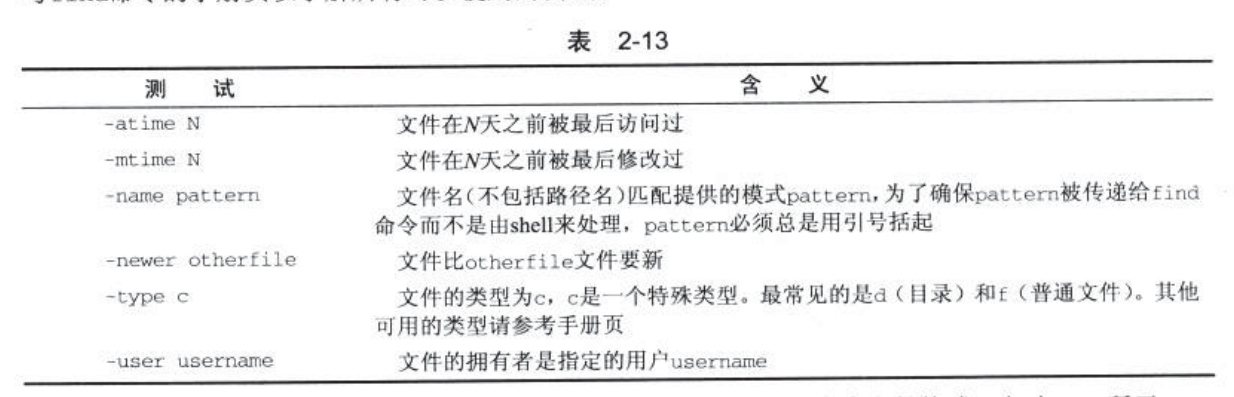 表 2-13
测 试 含 义
-atime N 文件在N天之前被最后访问过
-mtime N 文件在N天之前被最后修改过
-name pattern 文件名(不包括路径名)匹配提供的模式pattern,为了确保pattern被传递给find
命令而不是由shell来处理，pattern必须总是用引号括起
-newer otherfile 文件比otherfile文件要新
-type c 文件的类型为c，c是一个特殊类型。最常见的是d（目录）和f（普通文件）。其他
可用的类型请参考手册页
-user username 文件的拥有者是指定的用户username